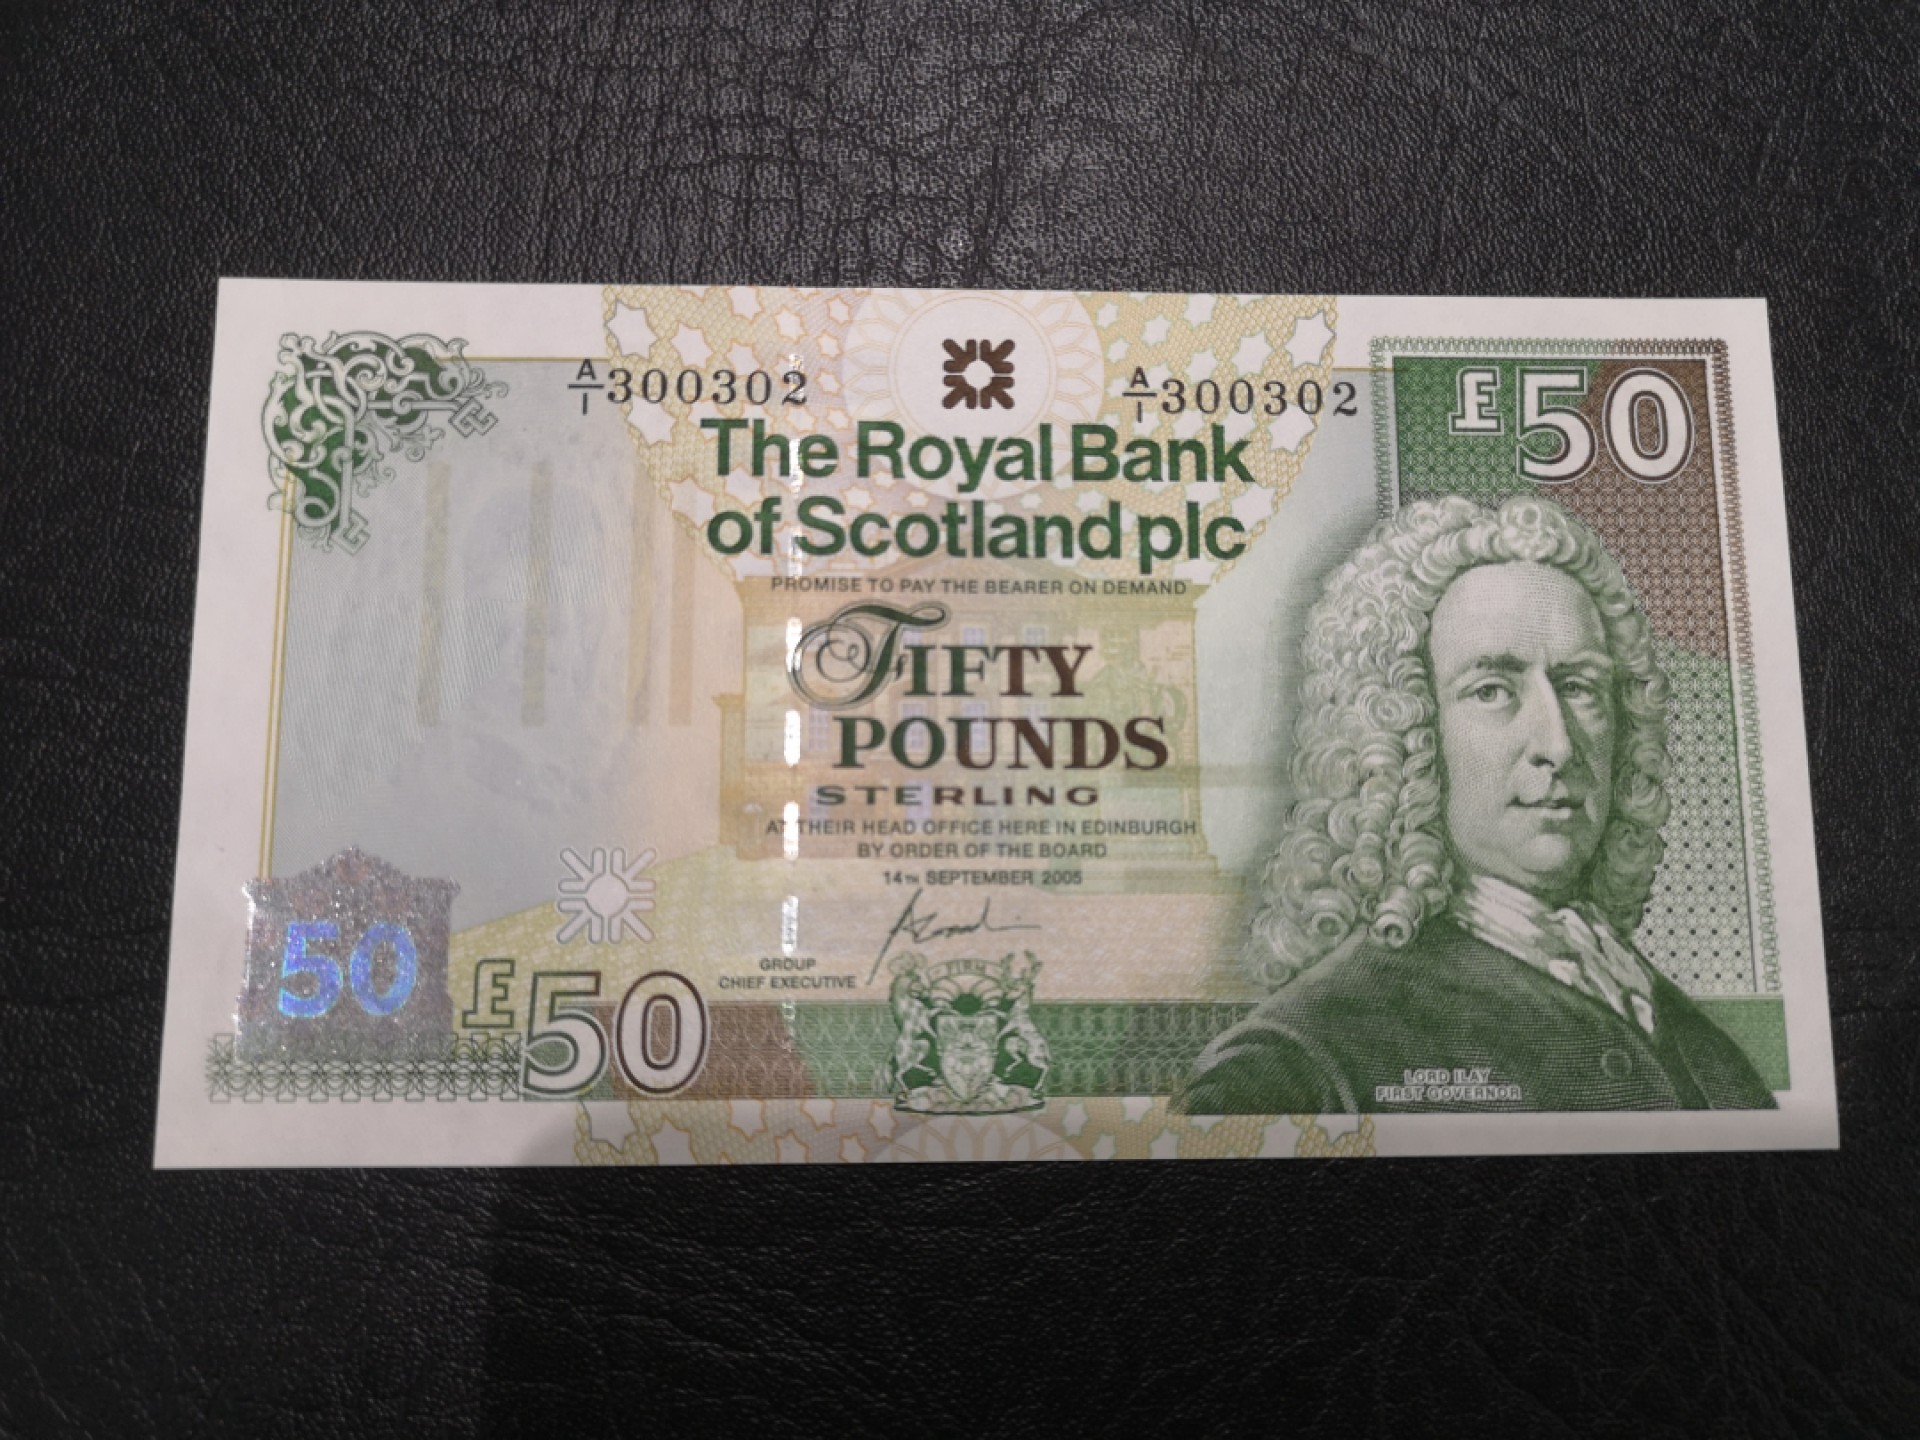 A/1 300302
A/1 300302
£50
The Royal Bank
of Scotland plc
PROMISE TO PAY THE BEARER ON DEMAND
FIFTY
POUNDS
STERLING
AT THEIR HEAD OFFICE HERE IN EDINBURGH
BY ORDER OF THE BOARD
14TH SEPTEMBER 2005
GROUP
CHIEF EXECUTIVE
50
£50
FIRM
LORD ILAY
FIRST GOVERNOR